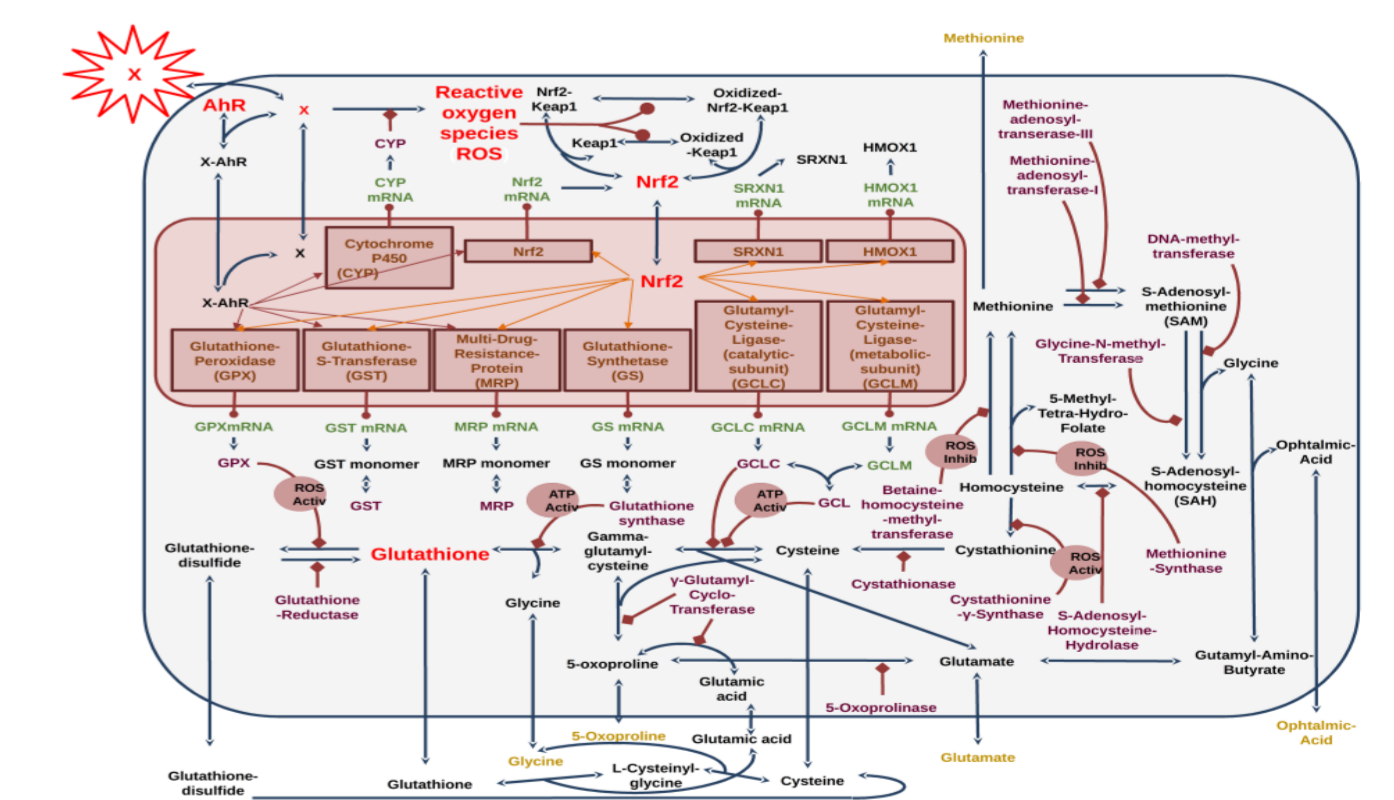 Methionine
X
AhR
X
X-AhR
CYP
CYP
mRNA
Reactive
oxygen
species
ROS
Nrf2-
Keap1
Oxidized-
Nrf2-Keap1
Keap1
Oxidized
-Keap1
Nrf2
mRNA
Nrf2
SRXN1
SRXN1
mRNA
HMOX1
HMOX1
mRNA
Methionine-
adenosyl-
transerase-III
Methionine-
adenosyl-
transferase-I
DNA-methyl-
transferase
X
X-AhR
Cytochrome
P450
(CYP)
Nrf2
Nrf2
SRXN1
HMOX1
Glutathione-
Peroxidase
(GPX)
Glutathione-
S-Transferase
(GST)
Multi-Drug-
Resistance-
Protein
(MRP)
Glutathione-
Synthetase
(GS)
Glutamyl-
Cysteine-
Ligase-
(catalytic-
subunit)
(GCLC)
Glutamyl-
Cysteine-
Ligase-
(metabolic-
subunit)
(GCLM)
Methionine
S-Adenosyl-
methionine
(SAM)
Glycine-N-methyl-
Transferase
Glycine
5-Methyl-
Tetra-Hydro-
Folate
GPXmRNA
GST mRNA
MRP mRNA
GS mRNA
GCLC mRNA
GCLM mRNA
GPX
GST monomer
MRP monomer
GS monomer
GCLC
GCLM
ROS
Inhib
ROS
Inhib
Ophtalmic-
Acid
ROS
Activ
GST
MRP
ATP
Activ
Glutathione
synthase
ATP
Activ
GCL
Betaine-
homocysteine
-methyl-
transferase
Homocysteine
S-Adenosyl-
homocysteine
(SAH)
Glutathione-
disulfide
Glutathione
Gamma-
glutamyl-
cysteine
Cysteine
Cystathionine
ROS
Activ
Methionine
-Synthase
Glutathione
-Reductase
Glycine
γ-Glutamyl-
Cyclo-
Transferase
Cystathionase
Cystathionine
-γ-Synthase
S-Adenosyl-
Homocysteine-
Hydrolase
5-oxoproline
Glutamic
acid
Glutamate
Gutamyl-Amino-
Butyrate
5-Oxoprolinase
5-Oxoproline
Glutamic acid
Glycine
Glutamate
Ophtalmic-
Acid
Glutathione-
disulfide
Glutathione
L-Cysteinyl-
glycine
Cysteine